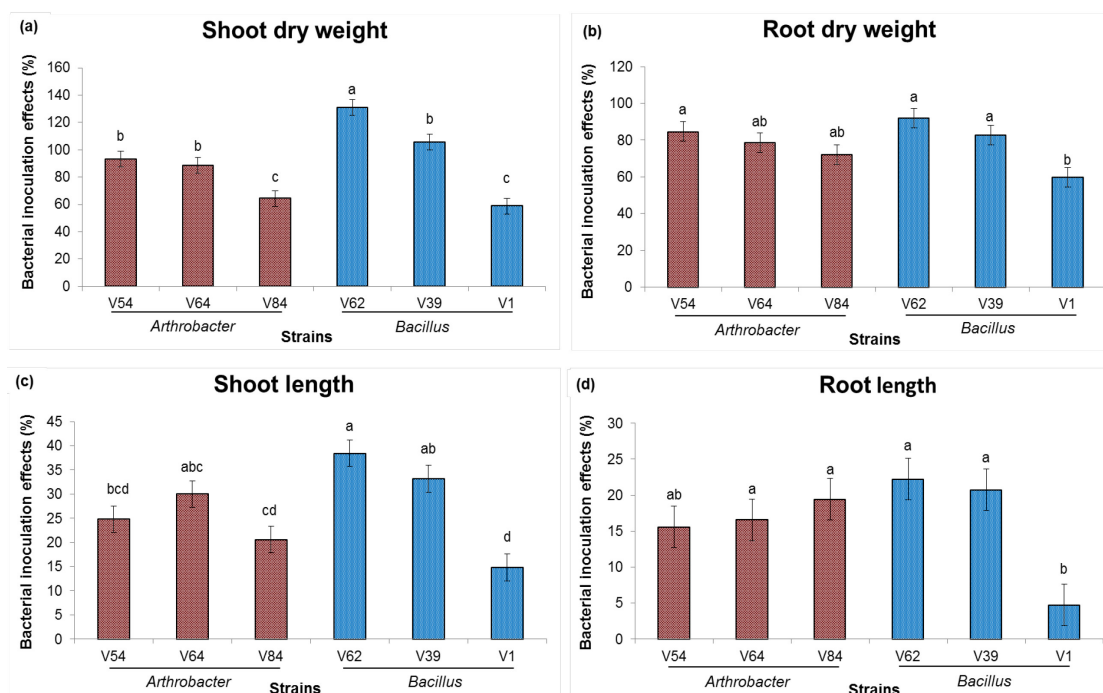 (a)
Shoot dry weight
Bacterial inoculation effects (%)
160
140
120
100
80
60
40
20
0
b
b
c
a
b
c
V54 V64 V84 V62 V39 V1
Arthrobacter Bacillus
Strains
(b)
Root dry weight
Bacterial inoculation effects (%)
120
100
80
60
40
20
0
a
ab
ab
a
a
b
V54 V64 V84 V62 V39 V1
Arthrobacter Bacillus
Strains
(c)
Shoot length
Bacterial inoculation effects (%)
45
40
35
30
25
20
15
10
5
0
bcd
abc
cd
a
ab
d
V54 V64 V84 V62 V39 V1
Arthrobacter Bacillus
Strains
(d)
Root length
Bacterial inoculation effects (%)
30
25
20
15
10
5
0
ab
a
a
a
a
b
V54 V64 V84 V62 V39 V1
Arthrobacter Bacillus
Strains